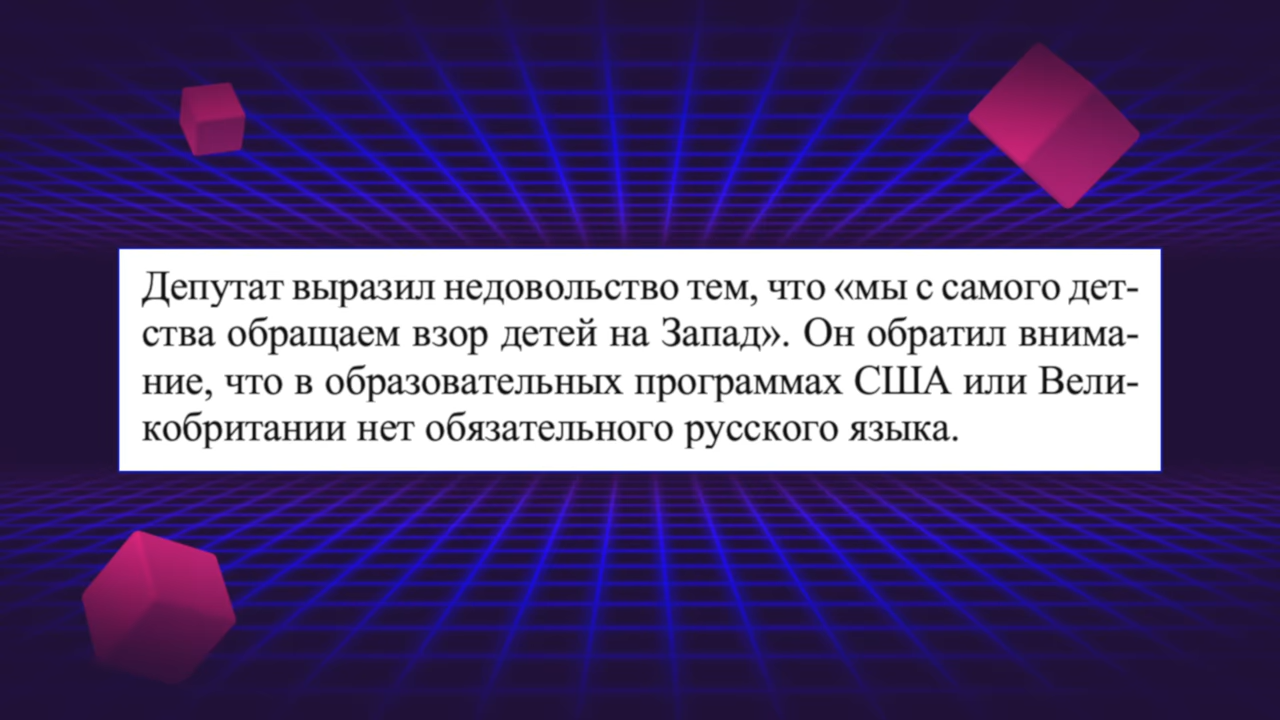 Депутат выразил недовольство тем, что «мы с самого дет-
ства обращаем взор детей на Запад». Он обратил внима-
ние, что в образовательных программах США или Вели-
кобритании нет обязательного русского языка.